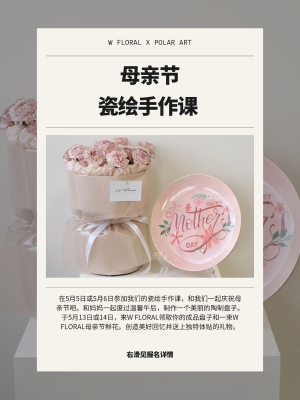 W FLORAL X POLAR ART
母亲节
瓷绘手作课
HAPPY
Mother's
DAY
在5月5日或5月6日参加我们的瓷绘手作课，和我们一起庆祝母
亲节吧。和妈妈一起度过温馨午后，制作一个美丽的陶制盘子。
于5月13日或14日，来W FLORAL领取你的成品盘子和一束W
FLORAL母亲节鲜花。创造美好回忆并送上独特体贴的礼物。
右滑见报名详情